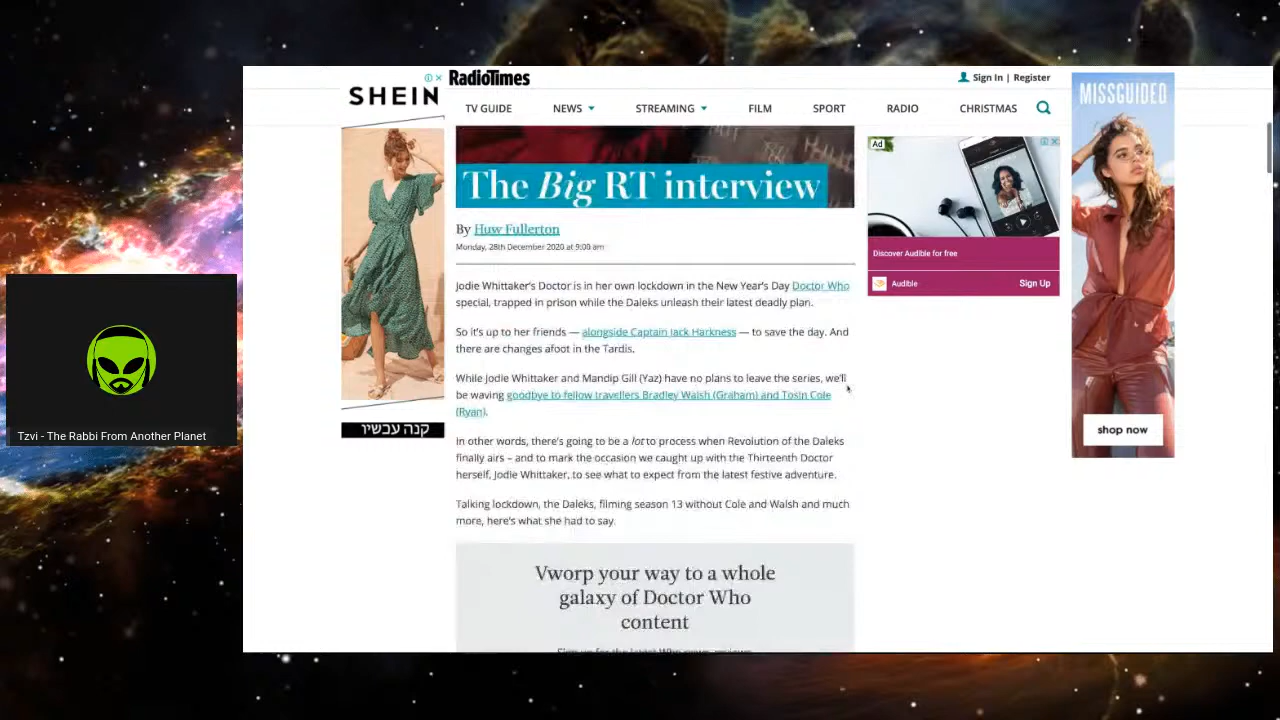 SHEIN
קנה עכשיו
Tzvi - The Rabbi From Another Planet
RadioTimes
Sign In | Register
TV GUIDE
NEWS
STREAMING
FILM
SPORT
RADIO
CHRISTMAS
The Big RT interview
By Huw Fullerton
Monday, 28th December 2020 at 9:00 am
Jodie Whittaker's Doctor is in her own lockdown in the New Year's Day Doctor Who
special, trapped in prison while the Daleks unleash their latest deadly plan.
So it's up to her friends — alongside Captain Jack Harkness — to save the day. And
there are changes afoot in the Tardis.
While Jodie Whittaker and Mandip Gill (Yaz) have no plans to leave the series, we'll
be waving goodbye to fellow travellers Bradley Walsh (Graham) and Tosin Cole
(Ryan).
In other words, there's going to be a lot to process when Revolution of the Daleks
finally airs – and to mark the occasion we caught up with the Thirteenth Doctor
herself, Jodie Whittaker, to see what to expect from the latest festive adventure.
Talking lockdown, the Daleks, filming season 13 without Cole and Walsh and much
more, here's what she had to say.
Vworp your way to a whole
galaxy of Doctor Who
content
Ad
Discover Audible for free
Audible
Sign Up
MISSGUIDED
shop now